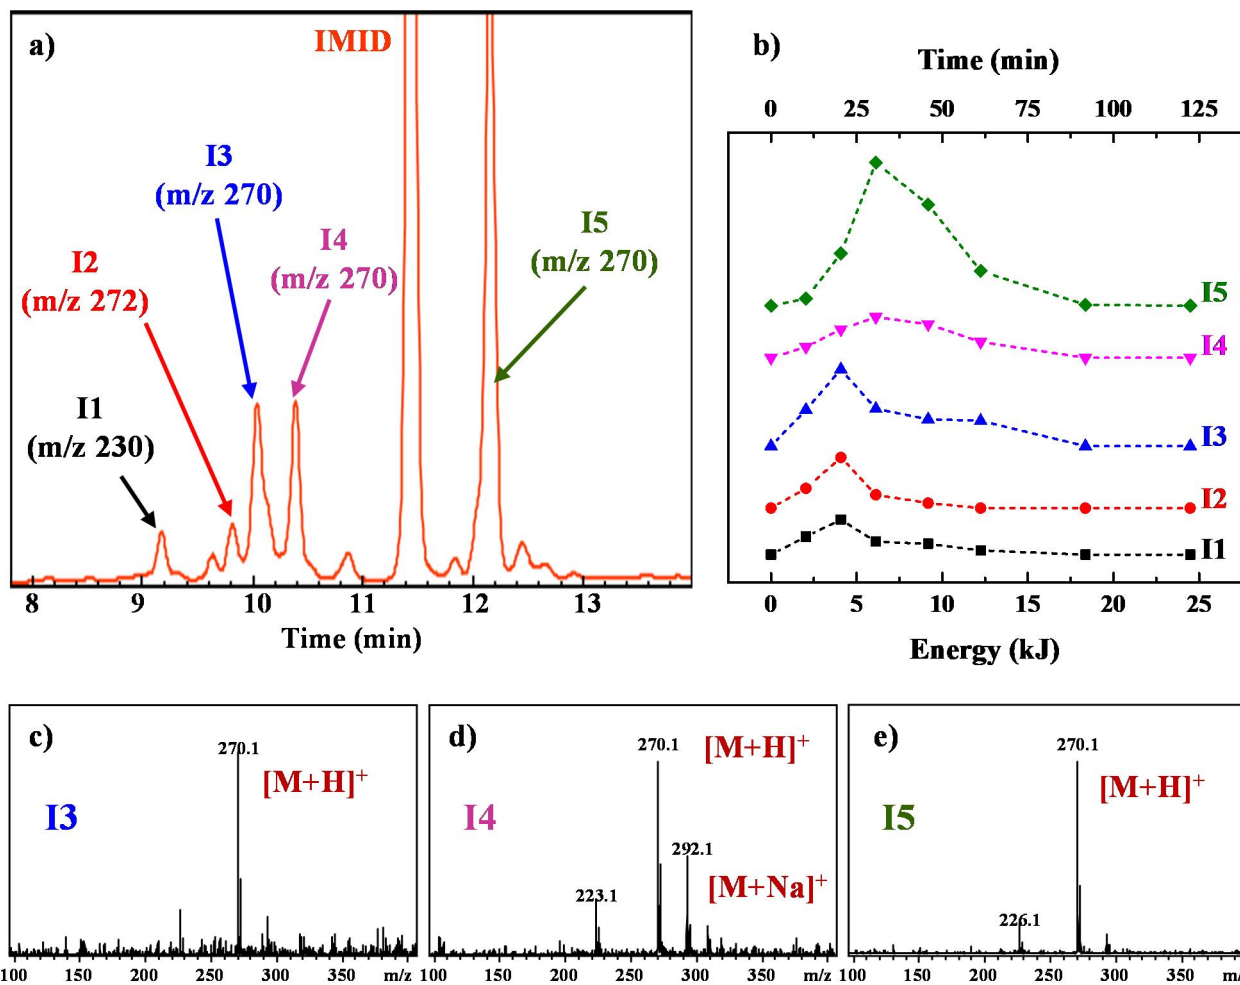 a)
IMID
I3
(m/z 270)
I4
(m/z 270)
I5
(m/z 270)
I2
(m/z 272)
I1
(m/z 230)
8 9 10 11 12 13
Time (min)
b)
Time (min)
0 25 50 75 100 125
I5
I4
I3
I2
I1
0 5 10 15 20 25
Energy (kJ)
c)
270.1
[M+H]+
I3
100 150 200 250 300 350 m/z
d)
270.1
[M+H]+
I4
292.1
[M+Na]+
223.1
100 150 200 250 300 350 m/z
e)
270.1
[M+H]+
I5
226.1
100 150 200 250 300 350